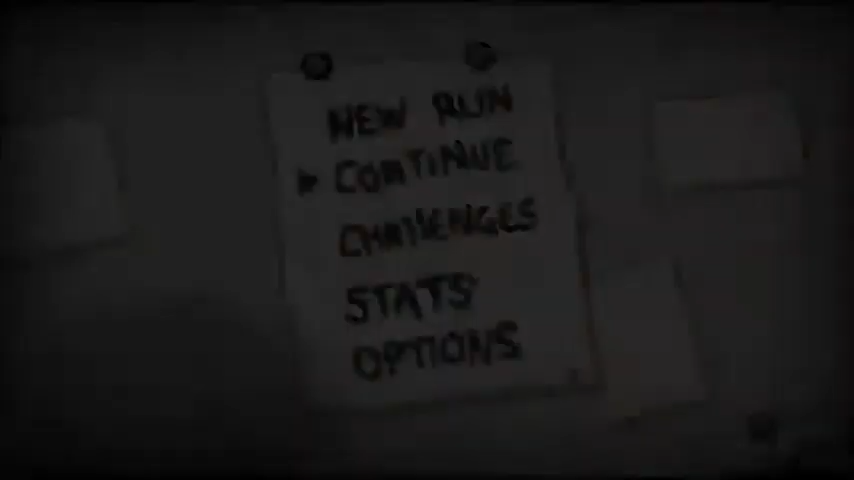 NEW RUN
CONTINUE
CHALLENGES
STATS
OPTIONS